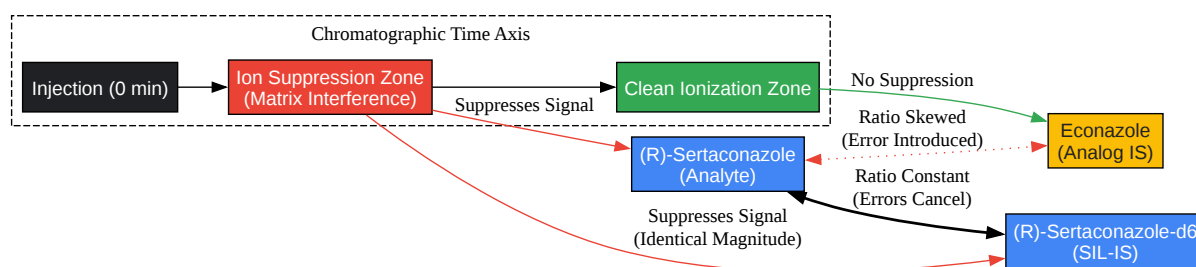 Chromatographic Time Axis
Injection (0 min)
Ion Suppression Zone
(Matrix Interference)
Clean Ionization Zone
Suppresses Signal
No Suppression
Ratio Skewed
(Error Introduced)
Econazole
(Analog IS)
(R)-Sertaconazole
(Analyte)
Ratio Constant
(Errors Cancel)
Suppresses Signal
(Identical Magnitude)
(R)-Sertaconazole-d6
(SIL-IS)